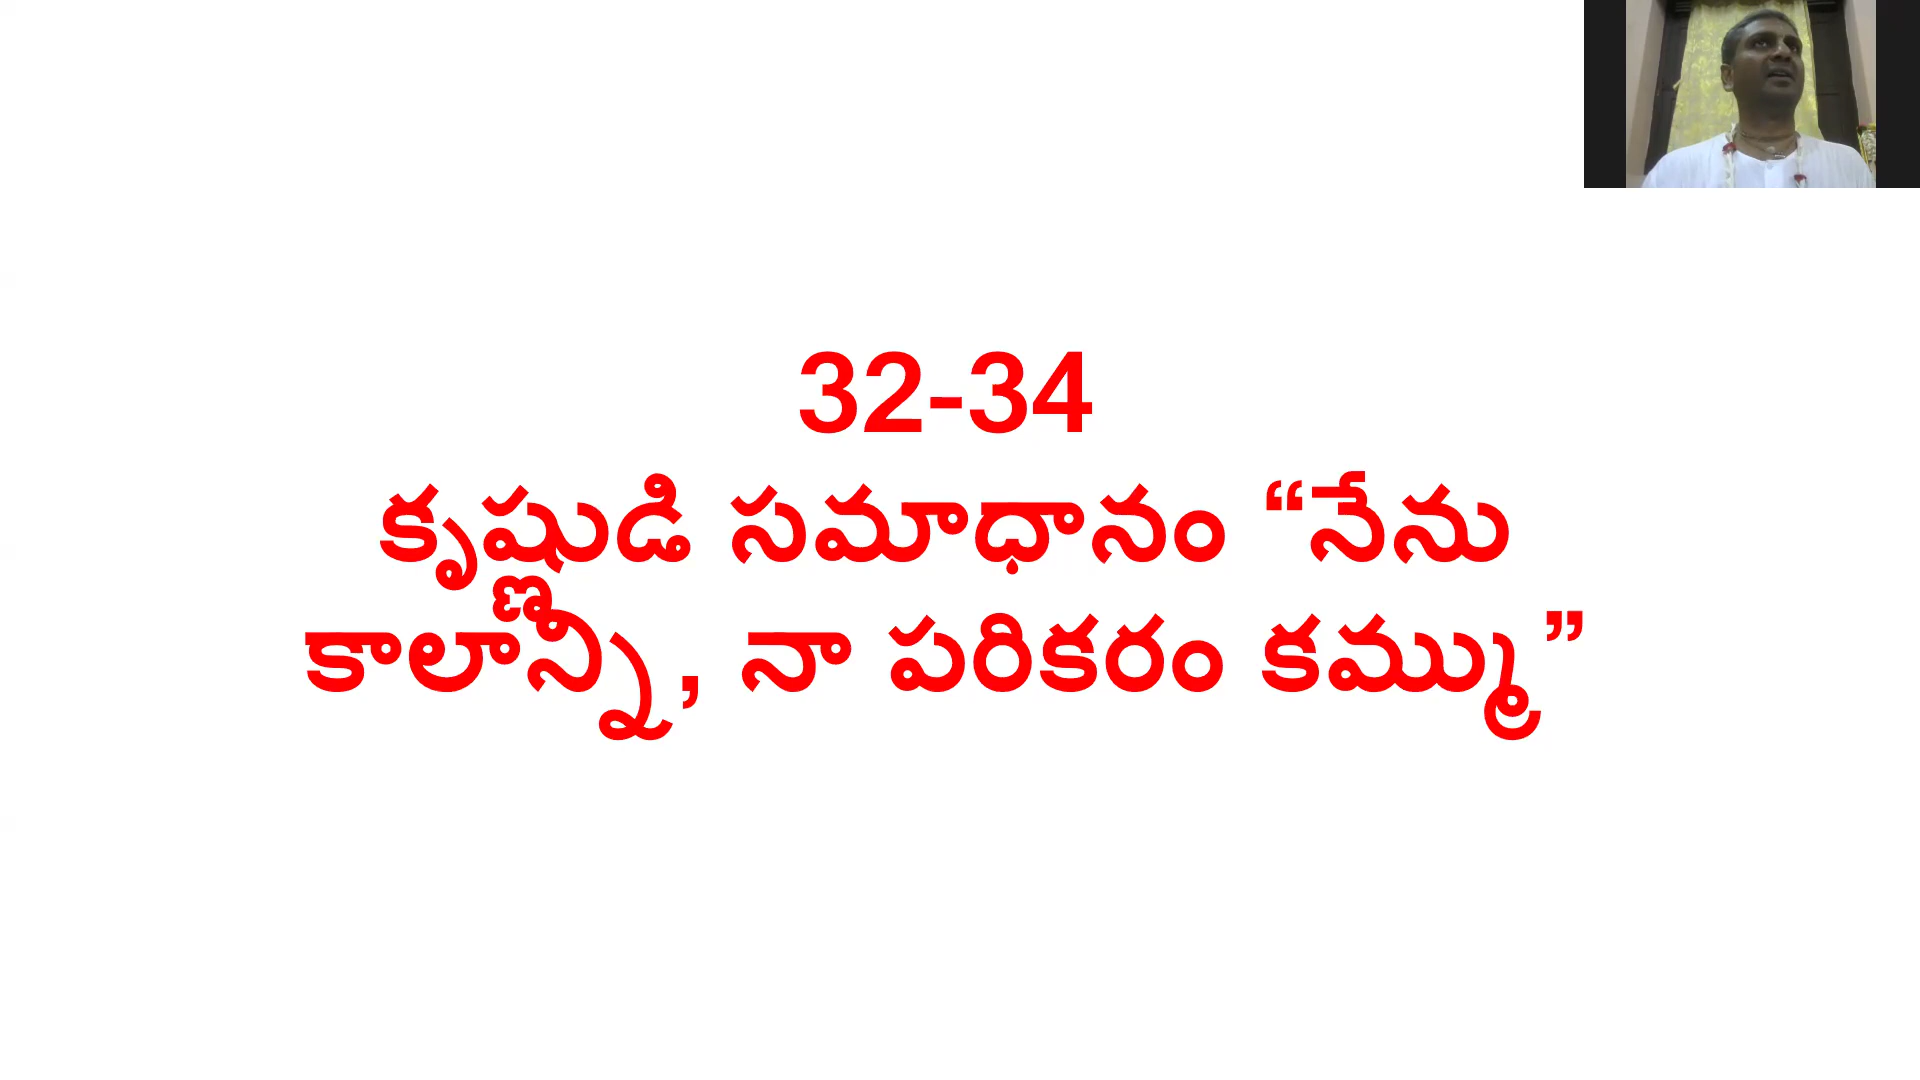 32-34
కృష్ణుడి సమాధానం “నేను
కాలాన్ని, నా పరికరం కమ్ము”